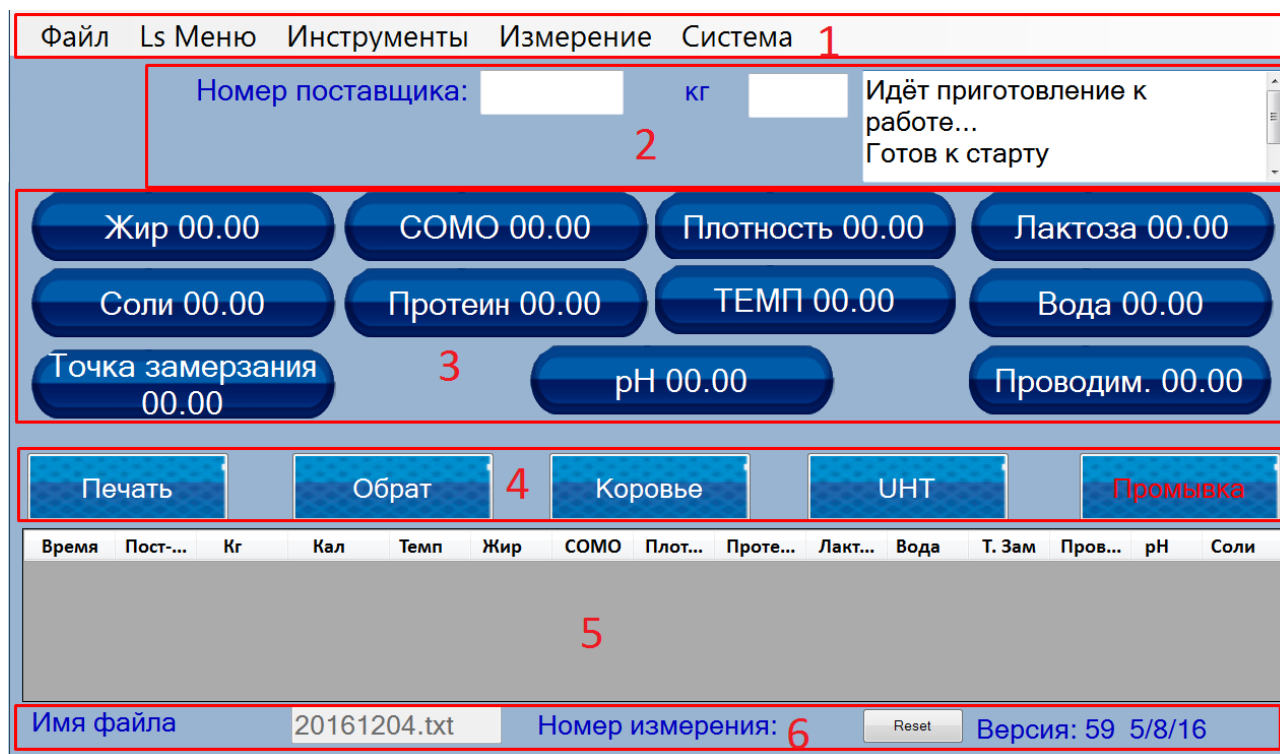 Файл Ls Меню Инструменты Измерение Система 1
Номер поставщика: кг
Идёт приготовление к
работе...
Готов к старту
2
Жир 00.00 СОМО 00.00 Плотность 00.00 Лактоза 00.00
Соли 00.00 Протеин 00.00 ТЕМП 00.00 Вода 00.00
Точка замерзания
00.00
3
pH 00.00 Проводим. 00.00
Печать Обрат 4 Коровье UHT Промывка
Время Пост-... Кг Кал Темп Жир СОМО Плот... Проте... Лакт... Вода Т. Зам Пров... pH Соли
5
Имя файла 20161204.txt Номер измерения: 6 Reset Версия: 59 5/8/16